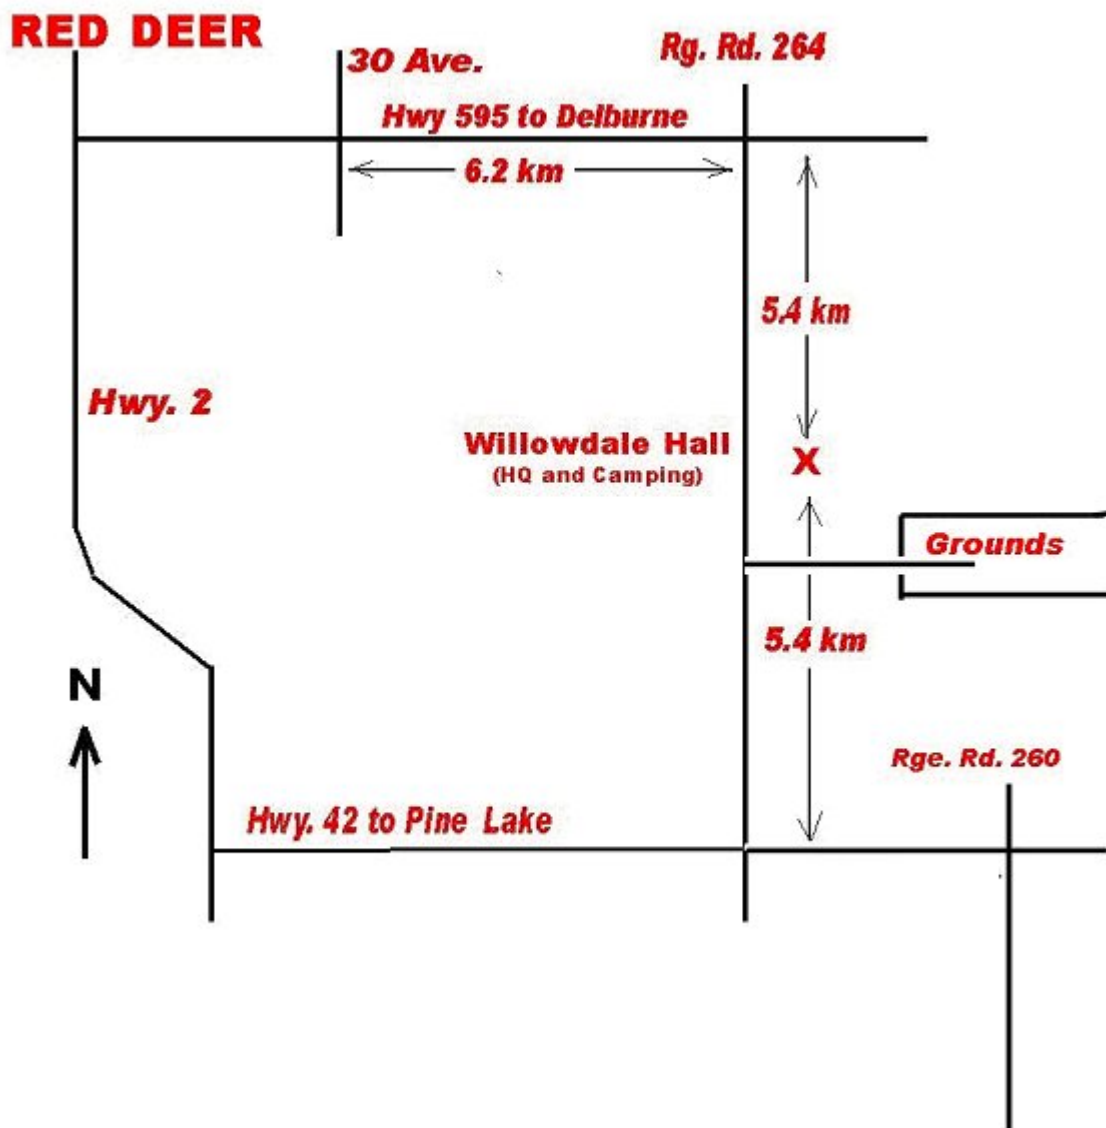 RED DEER
30 Ave.
Rg. Rd. 264
Hwy 595 to Delburne
6.2 km
5.4 km
Hwy. 2
Willowdale Hall
(HQ and Camping)
X
Grounds
5.4 km
N
Rge. Rd. 260
Hwy. 42 to Pine Lake